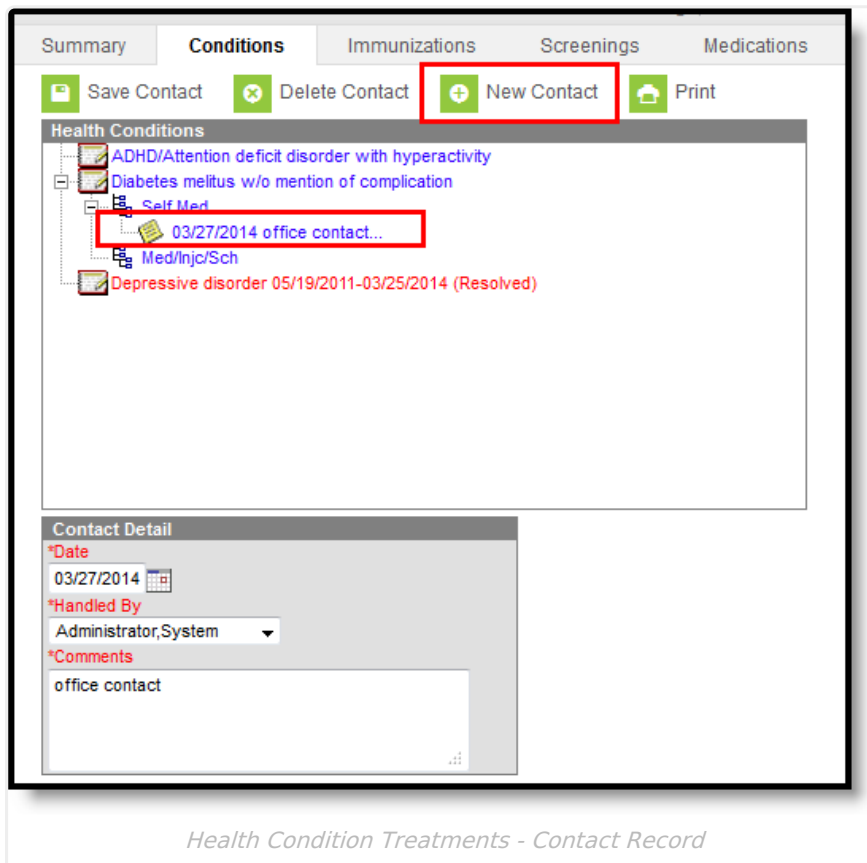 Summary Conditions Immunizations Screenings Medications
Save Contact Delete Contact New Contact Print
Health Conditions
ADHD/Attention deficit disorder with hyperactivity
Diabetes melitus w/o mention of complication
Self Med
03/27/2014 office contact...
Med/Injc/Sch
Depressive disorder 05/19/2011-03/25/2014 (Resolved)
Contact Detail
*Date
03/27/2014
*Handled By
Administrator,System
*Comments
office contact
Health Condition Treatments - Contact Record